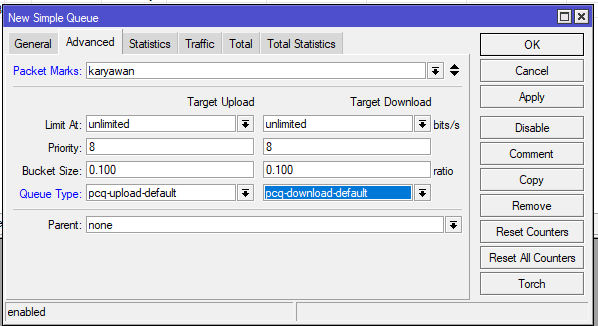 New Simple Queue
General Advanced Statistics Traffic Total Total Statistics
OK
Packet Marks: karyawan
Cancel
Apply
Target Upload Target Download
Limit At: unlimited unlimited bits/s
Disable
Priority: 8 8
Comment
Bucket Size: 0.100 0.100 ratio
Copy
Queue Type: pcq-upload-default pcq-download-default
Remove
Parent: none
Reset Counters
Reset All Counters
Torch
enabled